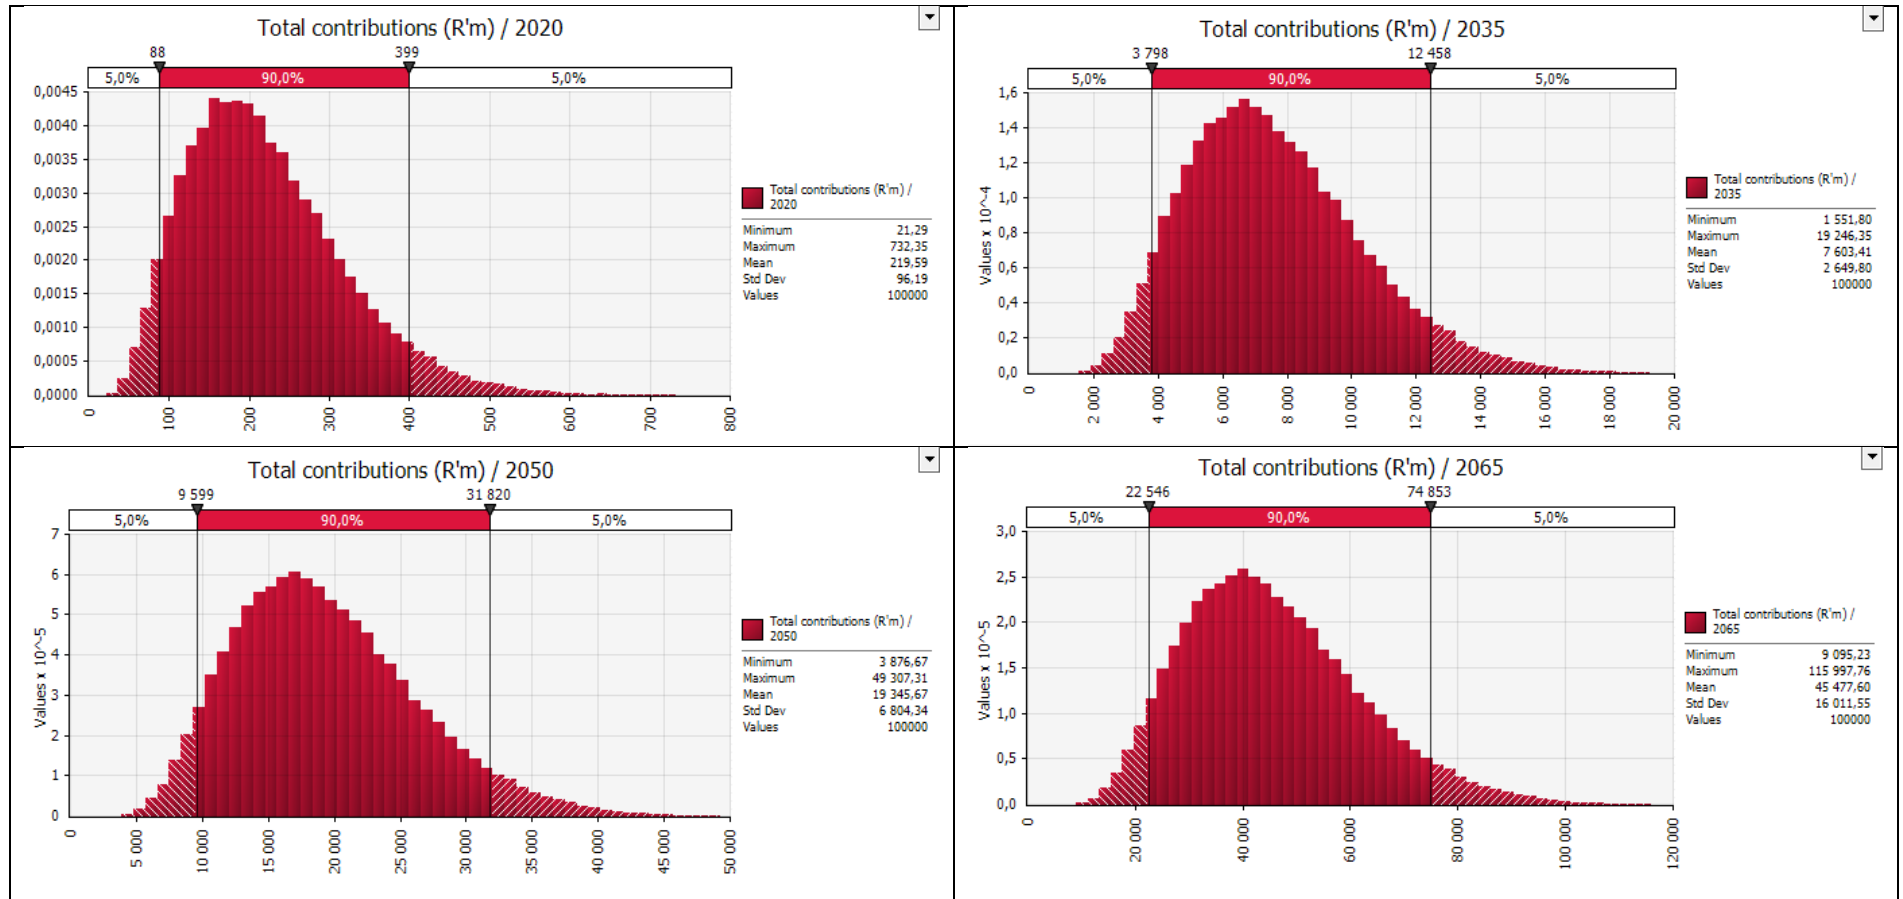 Total contributions (R'm) / 2020
88 399
5,0% 90,0% 5,0%
0,0045
0,0040
0,0035
0,0030
0,0025
0,0020
0,0015
0,0010
0,0005
0,0000
0 100 200 300 400 500 600 700 800
Total contributions (R'm) /
2020
Minimum 21,29
Maximum 732,35
Mean 219,59
Std Dev 96,19
Values 100000
Total contributions (R'm) / 2035
3 798 12 458
5,0% 90,0% 5,0%
Values x 10^-4
1,6
1,4
1,2
1,0
0,8
0,6
0,4
0,2
0,0
0 2 000 4 000 6 000 8 000 10 000 12 000 14 000 16 000 18 000 20 000
Total contributions (R'm) /
2035
Minimum 1 551,80
Maximum 19 246,35
Mean 7 603,41
Std Dev 2 649,80
Values 100000
Total contributions (R'm) / 2050
9 599 31 820
5,0% 90,0% 5,0%
Values x 10^-5
7
6
5
4
3
2
1
0
0 5 000 10 000 15 000 20 000 25 000 30 000 35 000 40 000 45 000 50 000
Total contributions (R'm) /
2050
Minimum 3 876,67
Maximum 49 307,31
Mean 19 345,67
Std Dev 6 804,34
Values 100000
Total contributions (R'm) / 2065
22 546 74 853
5,0% 90,0% 5,0%
Values x 10^-5
3,0
2,5
2,0
1,5
1,0
0,5
0,0
0 20 000 40 000 60 000 80 000 100 000 120 000
Total contributions (R'm) /
2065
Minimum 9 095,23
Maximum 115 997,76
Mean 45 477,60
Std Dev 16 011,55
Values 100000